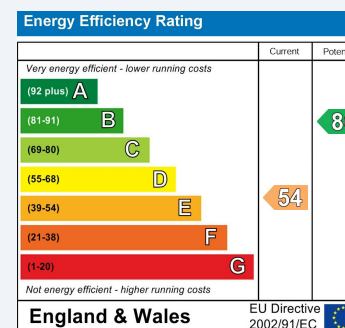 Energy Efficiency Rating
Current
Very energy efficient - lower running costs
(92 plus) A
(81-91) B
(69-80) C
(55-68) D
(39-54) E
54
(21-38) F
(1-20) G
Not energy efficient - higher running costs
England & Wales
EU Directive
2002/91/EC